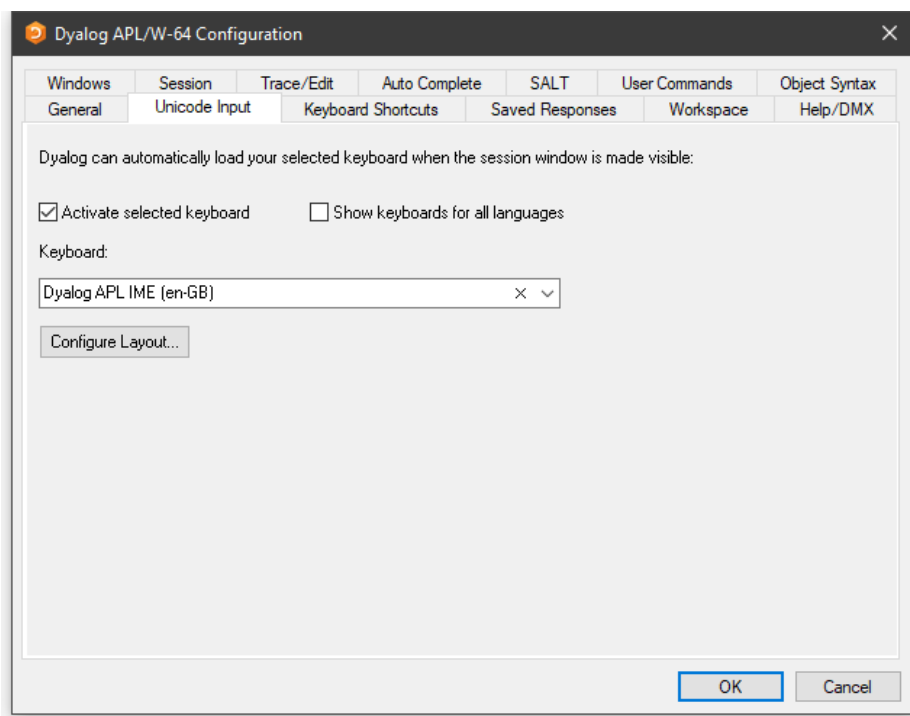 Dyalog APL/W-64 Configuration
Windows Session Trace/Edit Auto Complete SALT User Commands Object Syntax
General Unicode Input Keyboard Shortcuts Saved Responses Workspace Help/DMX
Dyalog can automatically load your selected keyboard when the session window is made visible:
Activate selected keyboard Show keyboards for all languages
Keyboard:
Dyalog APL IME (en-GB)
Configure Layout...
OK Cancel